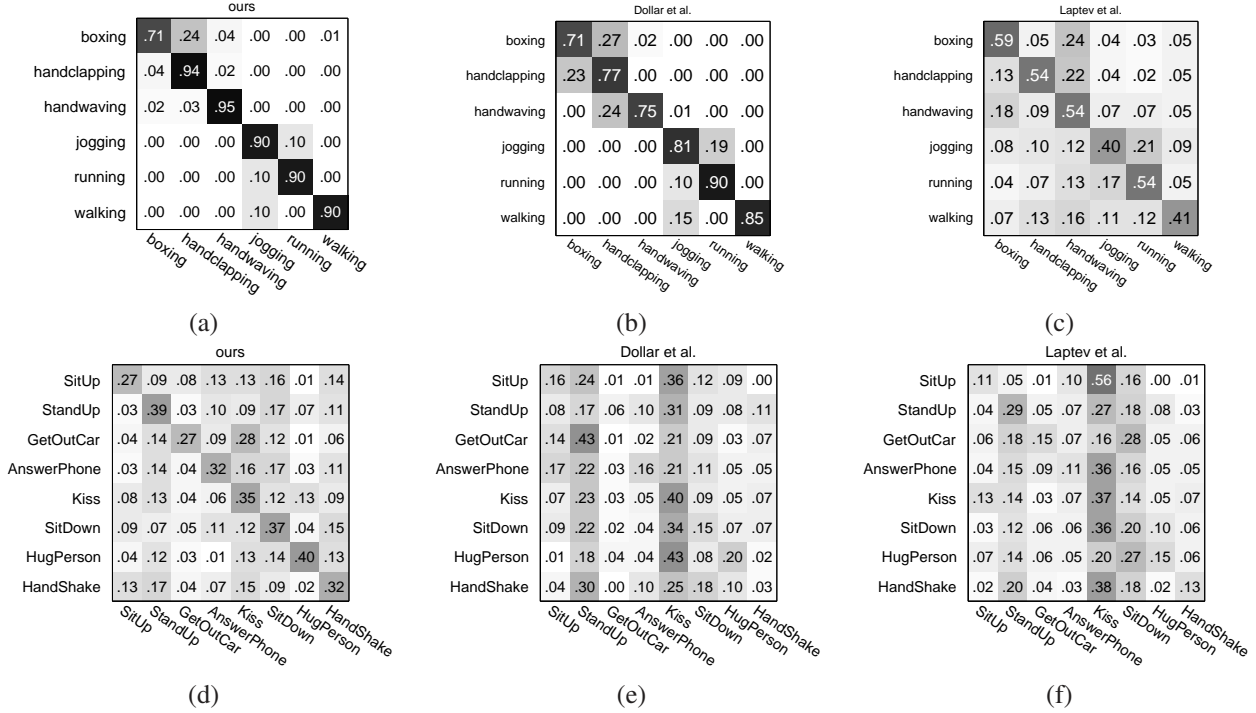 ours
boxing .71 .24 .04 .00 .00 .01
handclapping .04 .94 .02 .00 .00 .00
handwaving .02 .03 .95 .00 .00 .00
jogging .00 .00 .00 .90 .10 .00
running .00 .00 .00 .10 .90 .00
walking .00 .00 .00 .10 .00 .90
boxing handclapping handwaving jogging running walking
(a)
Dollar et al.
boxing .71 .27 .02 .00 .00 .00
handclapping .23 .77 .00 .00 .00 .00
handwaving .00 .24 .75 .01 .00 .00
jogging .00 .00 .00 .81 .19 .00
running .00 .00 .00 .10 .90 .00
walking .00 .00 .00 .15 .00 .85
boxing handclapping handwaving jogging running walking
(b)
Laptev et al.
boxing .59 .05 .24 .04 .03 .05
handclapping .13 .54 .22 .04 .02 .05
handwaving .18 .09 .54 .07 .07 .05
jogging .08 .10 .12 .40 .21 .09
running .04 .07 .13 .17 .54 .05
walking .07 .13 .16 .11 .12 .41
boxing handclapping handwaving jogging running walking
(c)
ours
SitUp .27 .09 .08 .13 .13 .16 .01 .14
StandUp .03 .39 .03 .10 .09 .17 .07 .11
GetOutCar .04 .14 .27 .09 .28 .12 .01 .06
AnswerPhone .03 .14 .04 .32 .16 .17 .03 .11
Kiss .08 .13 .04 .06 .35 .12 .13 .09
SitDown .09 .07 .05 .11 .12 .37 .04 .15
HugPerson .04 .12 .03 .01 .13 .14 .40 .13
HandShake .13 .17 .04 .07 .15 .09 .02 .32
SitUp StandUp GetOutCar AnswerPhone Kiss SitDown HugPerson HandShake
(d)
Dollar et al.
SitUp .16 .24 .01 .01 .36 .12 .09 .00
StandUp .08 .17 .06 .10 .31 .09 .08 .11
GetOutCar .14 .43 .01 .02 .21 .09 .03 .07
AnswerPhone .17 .22 .03 .16 .21 .11 .05 .05
Kiss .07 .23 .03 .05 .40 .09 .05 .07
SitDown .09 .22 .02 .04 .34 .15 .07 .07
HugPerson .01 .18 .04 .04 .43 .08 .20 .02
HandShake .04 .30 .00 .10 .25 .18 .10 .03
SitUp StandUp GetOutCar AnswerPhone Kiss SitDown HugPerson HandShake
(e)
Laptev et al.
SitUp .11 .05 .01 .10 .56 .16 .00 .01
StandUp .04 .29 .05 .07 .27 .18 .08 .03
GetOutCar .06 .18 .15 .07 .16 .28 .05 .06
AnswerPhone .04 .15 .09 .11 .36 .16 .05 .05
Kiss .13 .14 .03 .07 .37 .14 .05 .07
SitDown .03 .12 .06 .06 .36 .20 .10 .06
HugPerson .07 .14 .06 .05 .20 .27 .15 .06
HandShake .02 .20 .04 .03 .38 .18 .02 .13
SitUp StandUp GetOutCar AnswerPhone Kiss SitDown HugPerson HandShake
(f)